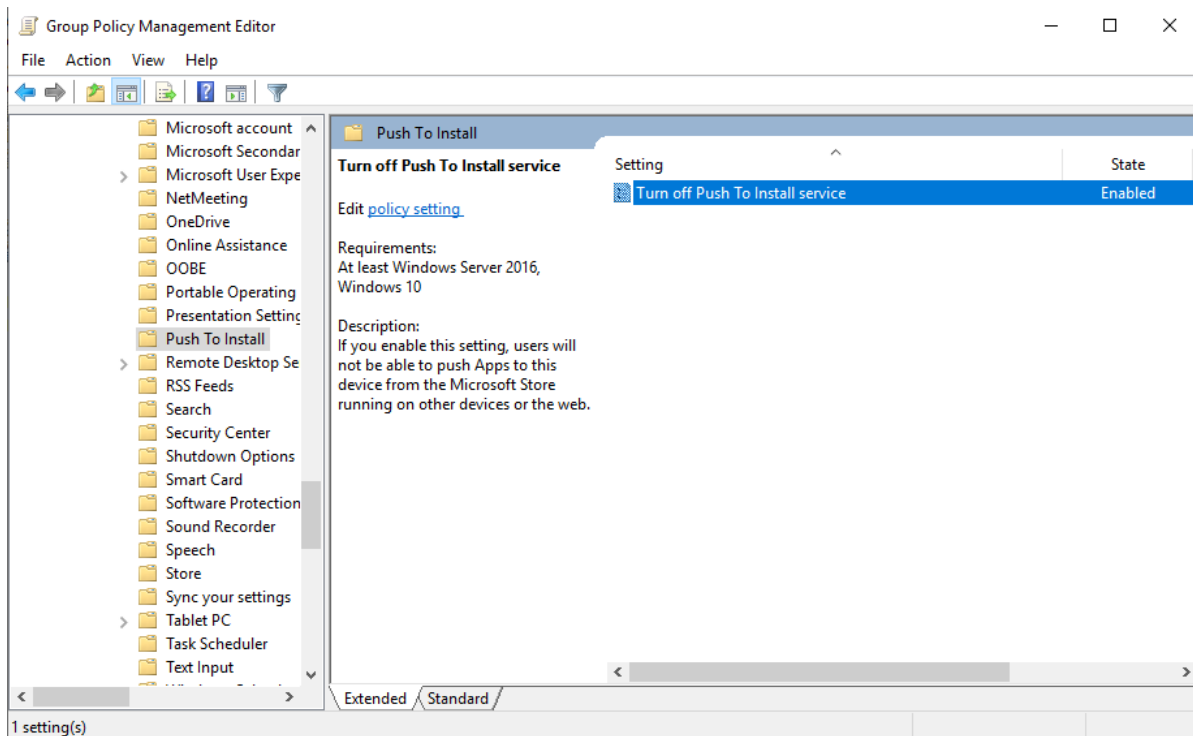 Group Policy Management Editor
File Action View Help
Microsoft account
Microsoft Secondar
Microsoft User Expe
NetMeeting
OneDrive
Online Assistance
OOBE
Portable Operating
Presentation Setting
Push To Install
Remote Desktop Se
RSS Feeds
Search
Security Center
Shutdown Options
Smart Card
Software Protection
Sound Recorder
Speech
Store
Sync your settings
Tablet PC
Task Scheduler
Text Input
Push To Install
Turn off Push To Install service
Edit policy setting
Requirements:
At least Windows Server 2016,
Windows 10
Description:
If you enable this setting, users will
not be able to push Apps to this
device from the Microsoft Store
running on other devices or the web.
Setting State
Turn off Push To Install service Enabled
Extended Standard
1 setting(s)